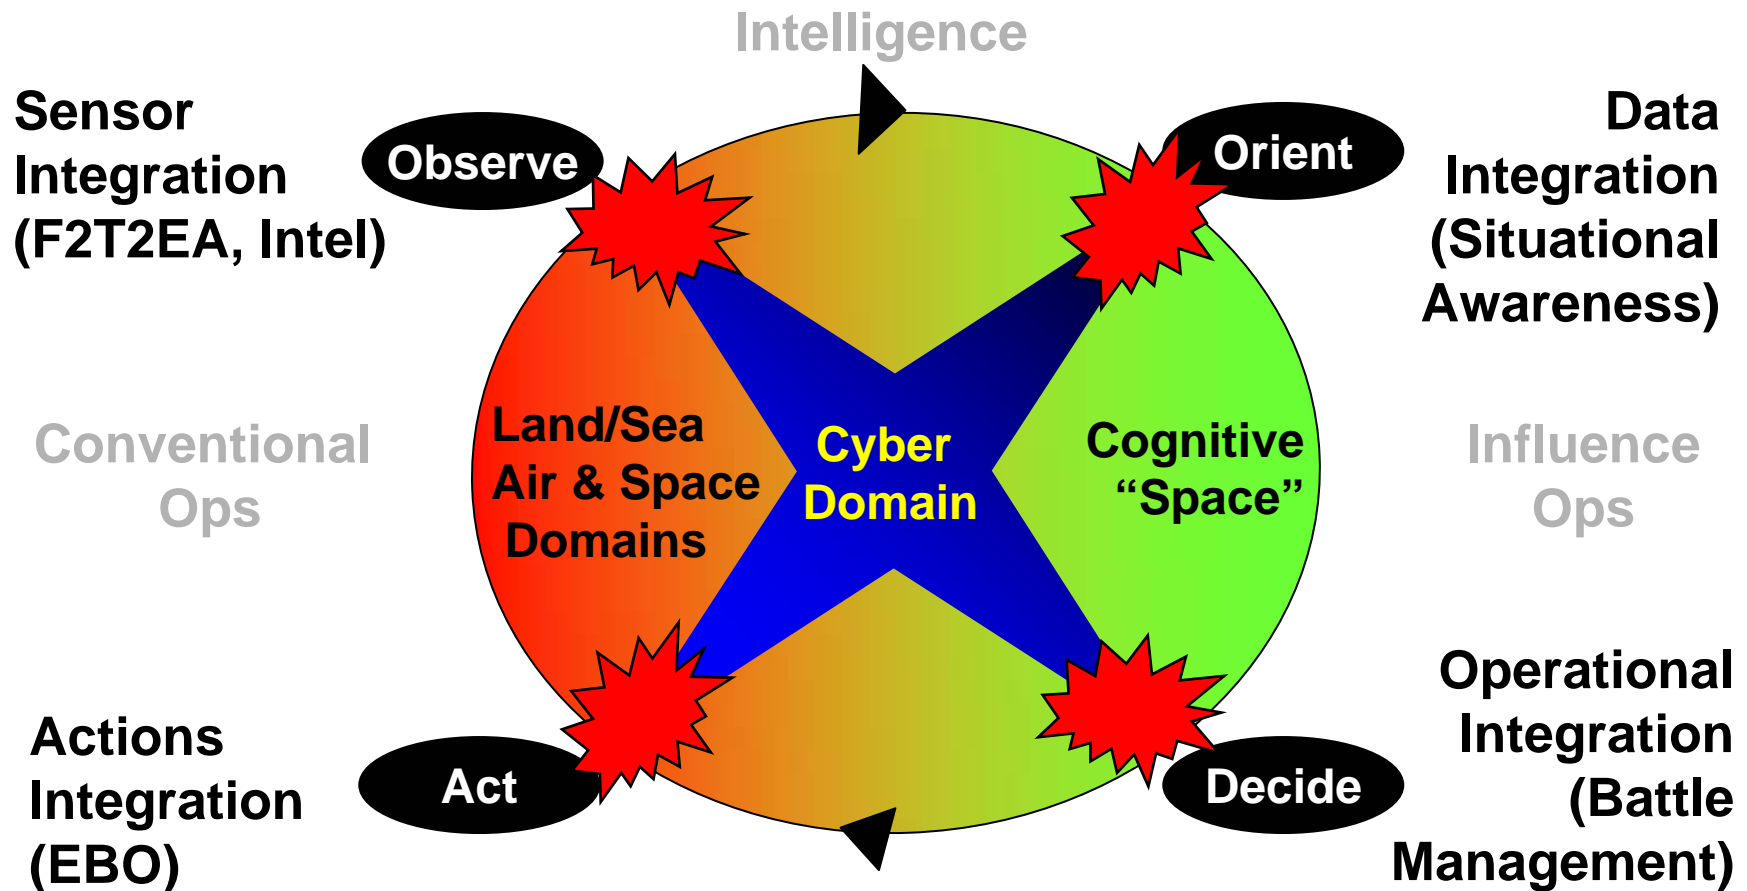 Intelligence
Sensor
Integration
(F2T2EA, Intel)
Observe
Orient
Data
Integration
(Situational
Awareness)
Conventional
Ops
Land/Sea
Air & Space
Domains
Cyber
Domain
Cognitive
“Space”
Influence
Ops
Actions
Integration
(EBO)
Act
Decide
Operational
Integration
(Battle
Management)